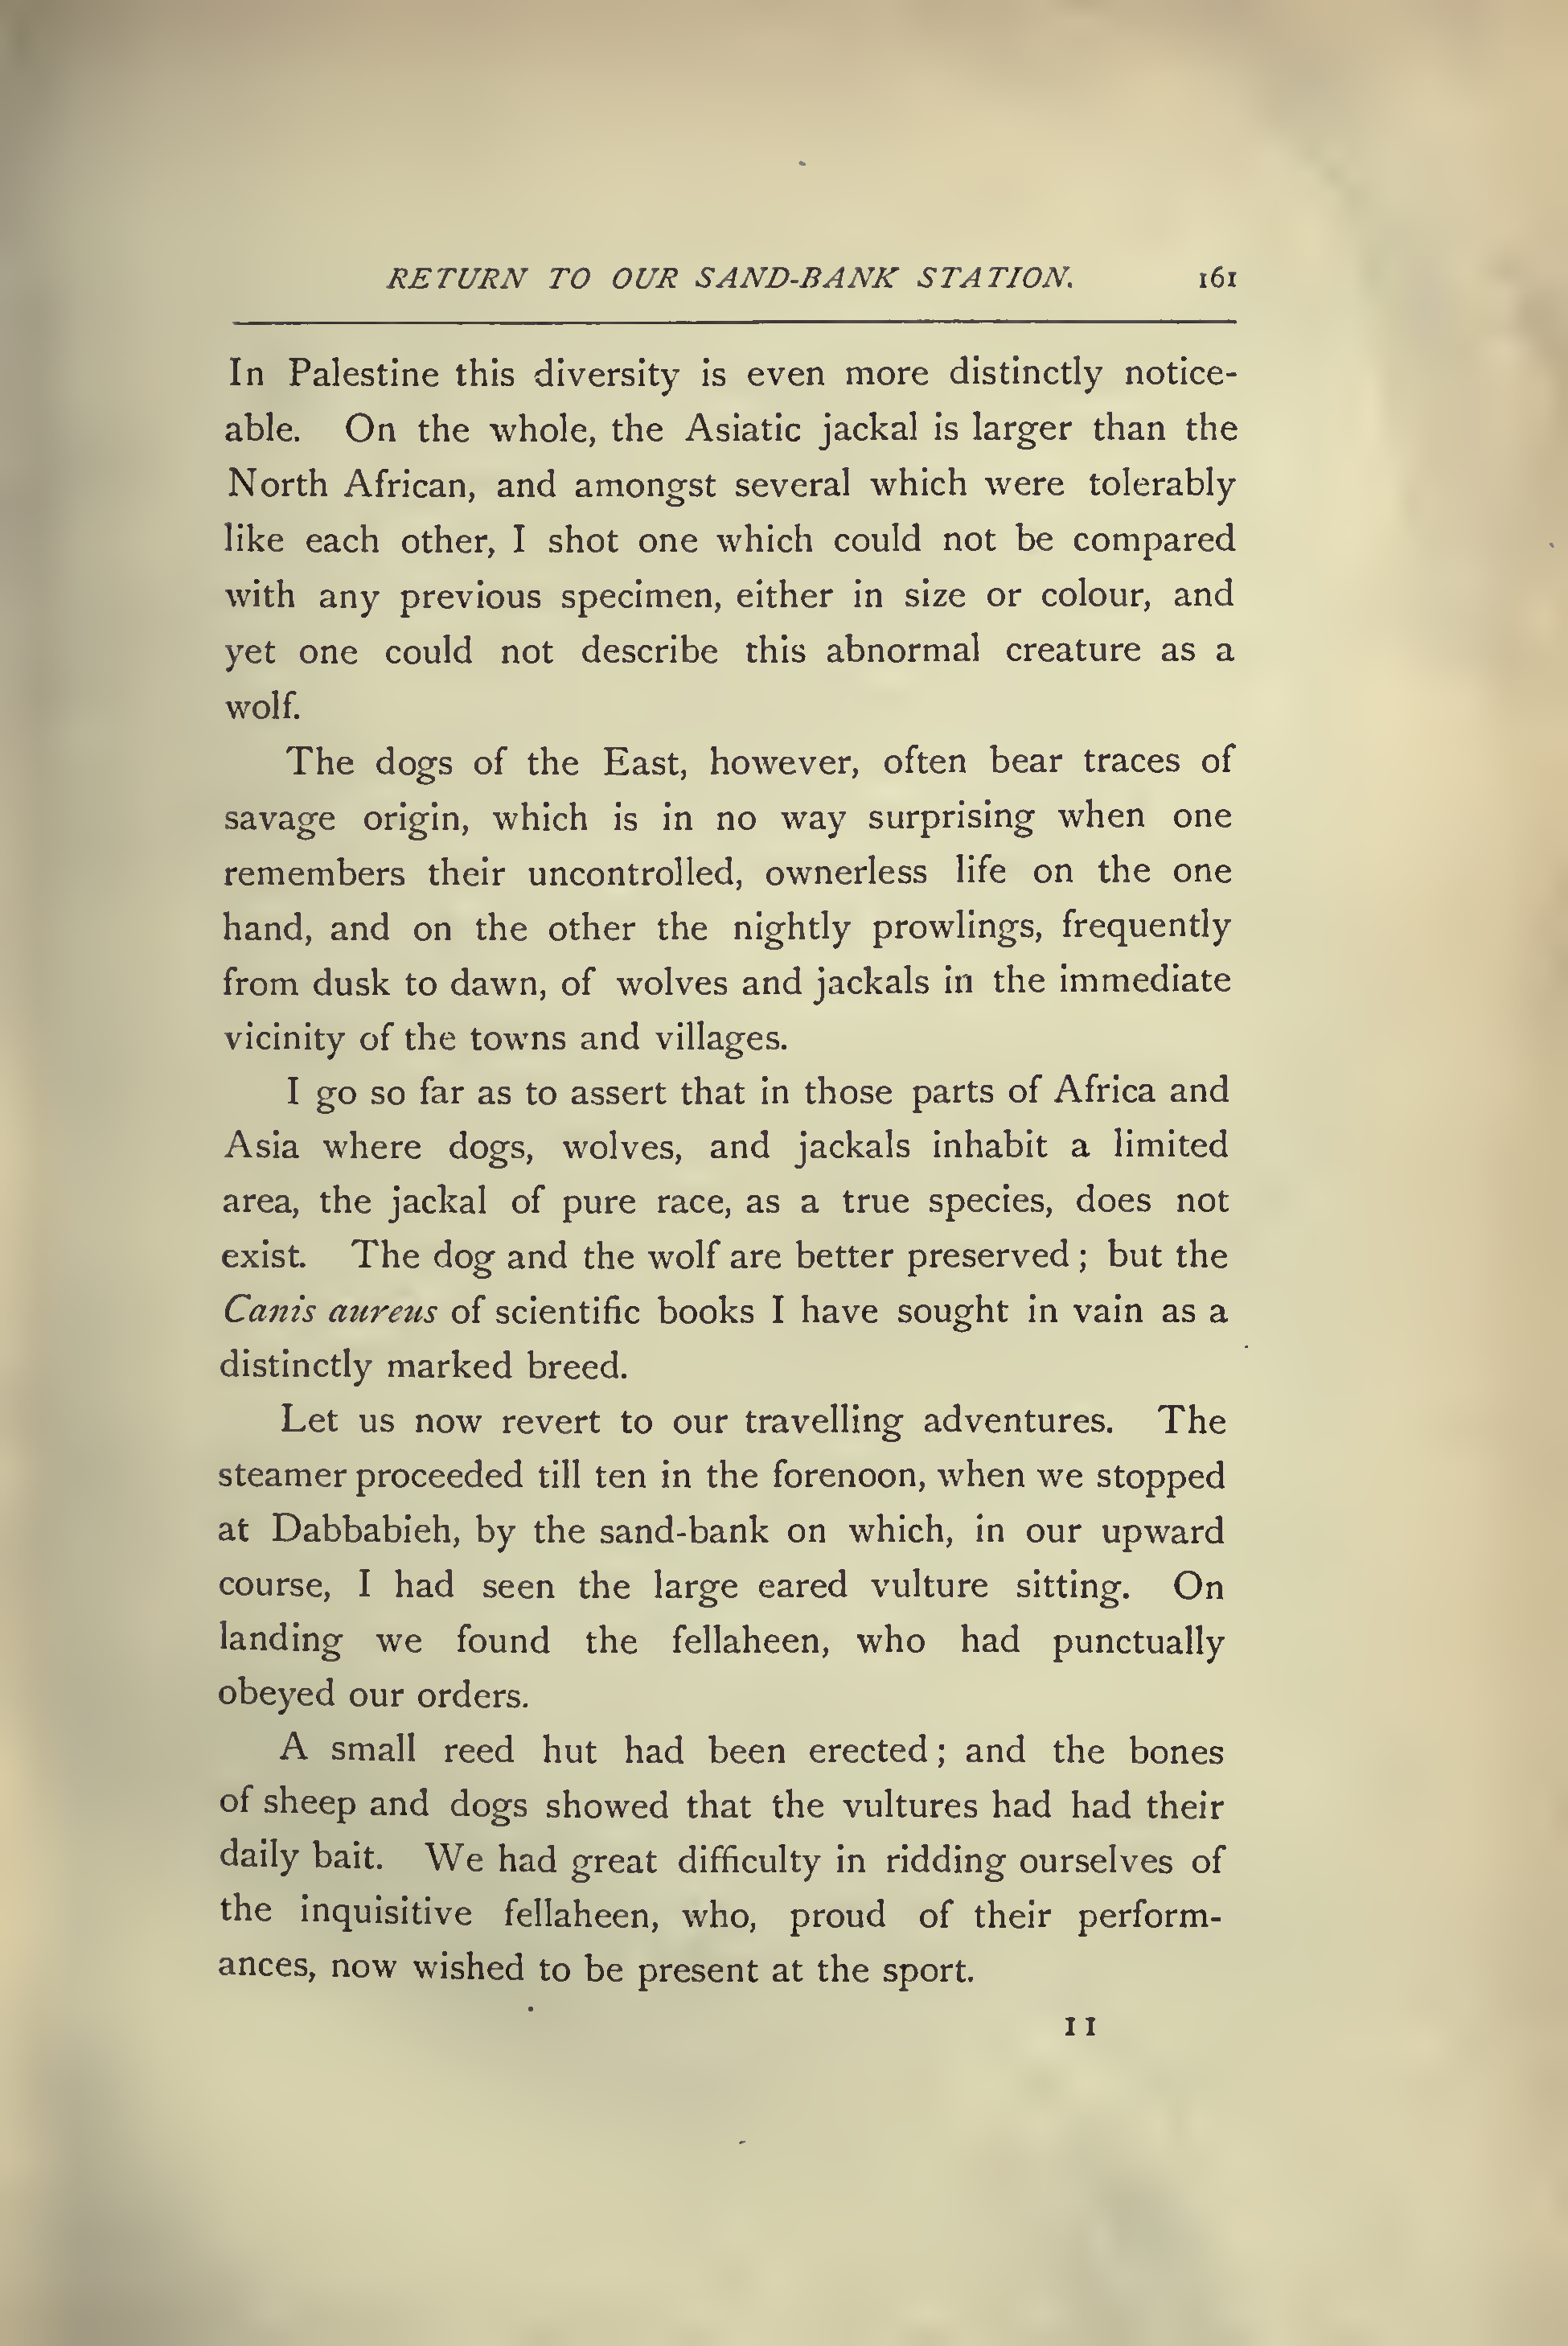 RETURN TO OUR SAND-BANK STATION. 161
In Palestine this diversity is even more distinctly notice-
able. On the whole, the Asiatic jackal is larger than the
North African, and amongst several which were tolerably
like each other, I shot one which could not be compared
with any previous specimen, either in size or colour, and
yet one could not describe this abnormal creature as a
wolf.
The dogs of the East, however, often bear traces of
savage origin, which is in no way surprising when one
remembers their uncontrolled, ownerless life on the one
hand, and on the other the nightly prowlings, frequently
from dusk to dawn, of wolves and jackals in the immediate
vicinity of the towns and villages.
I go so far as to assert that in those parts of Africa and
Asia where dogs, wolves, and jackals inhabit a limited
area, the jackal of pure race, as a true species, does not
exist. The dog and the wolf are better preserved; but the
Canis aureus of scientific books I have sought in vain as a
distinctly marked breed.
Let us now revert to our travelling adventures. The
steamer proceeded till ten in the forenoon, when we stopped
at Dabbabieh, by the sand-bank on which, in our upward
course, I had seen the large eared vulture sitting. On
landing we found the fellaheen, who had punctually
obeyed our orders.
A small reed hut had been erected; and the bones
of sheep and dogs showed that the vultures had had their
daily bait. We had great difficulty in ridding ourselves of
the inquisitive fellaheen, who, proud of their perform-
ances, now wished to be present at the sport.
11